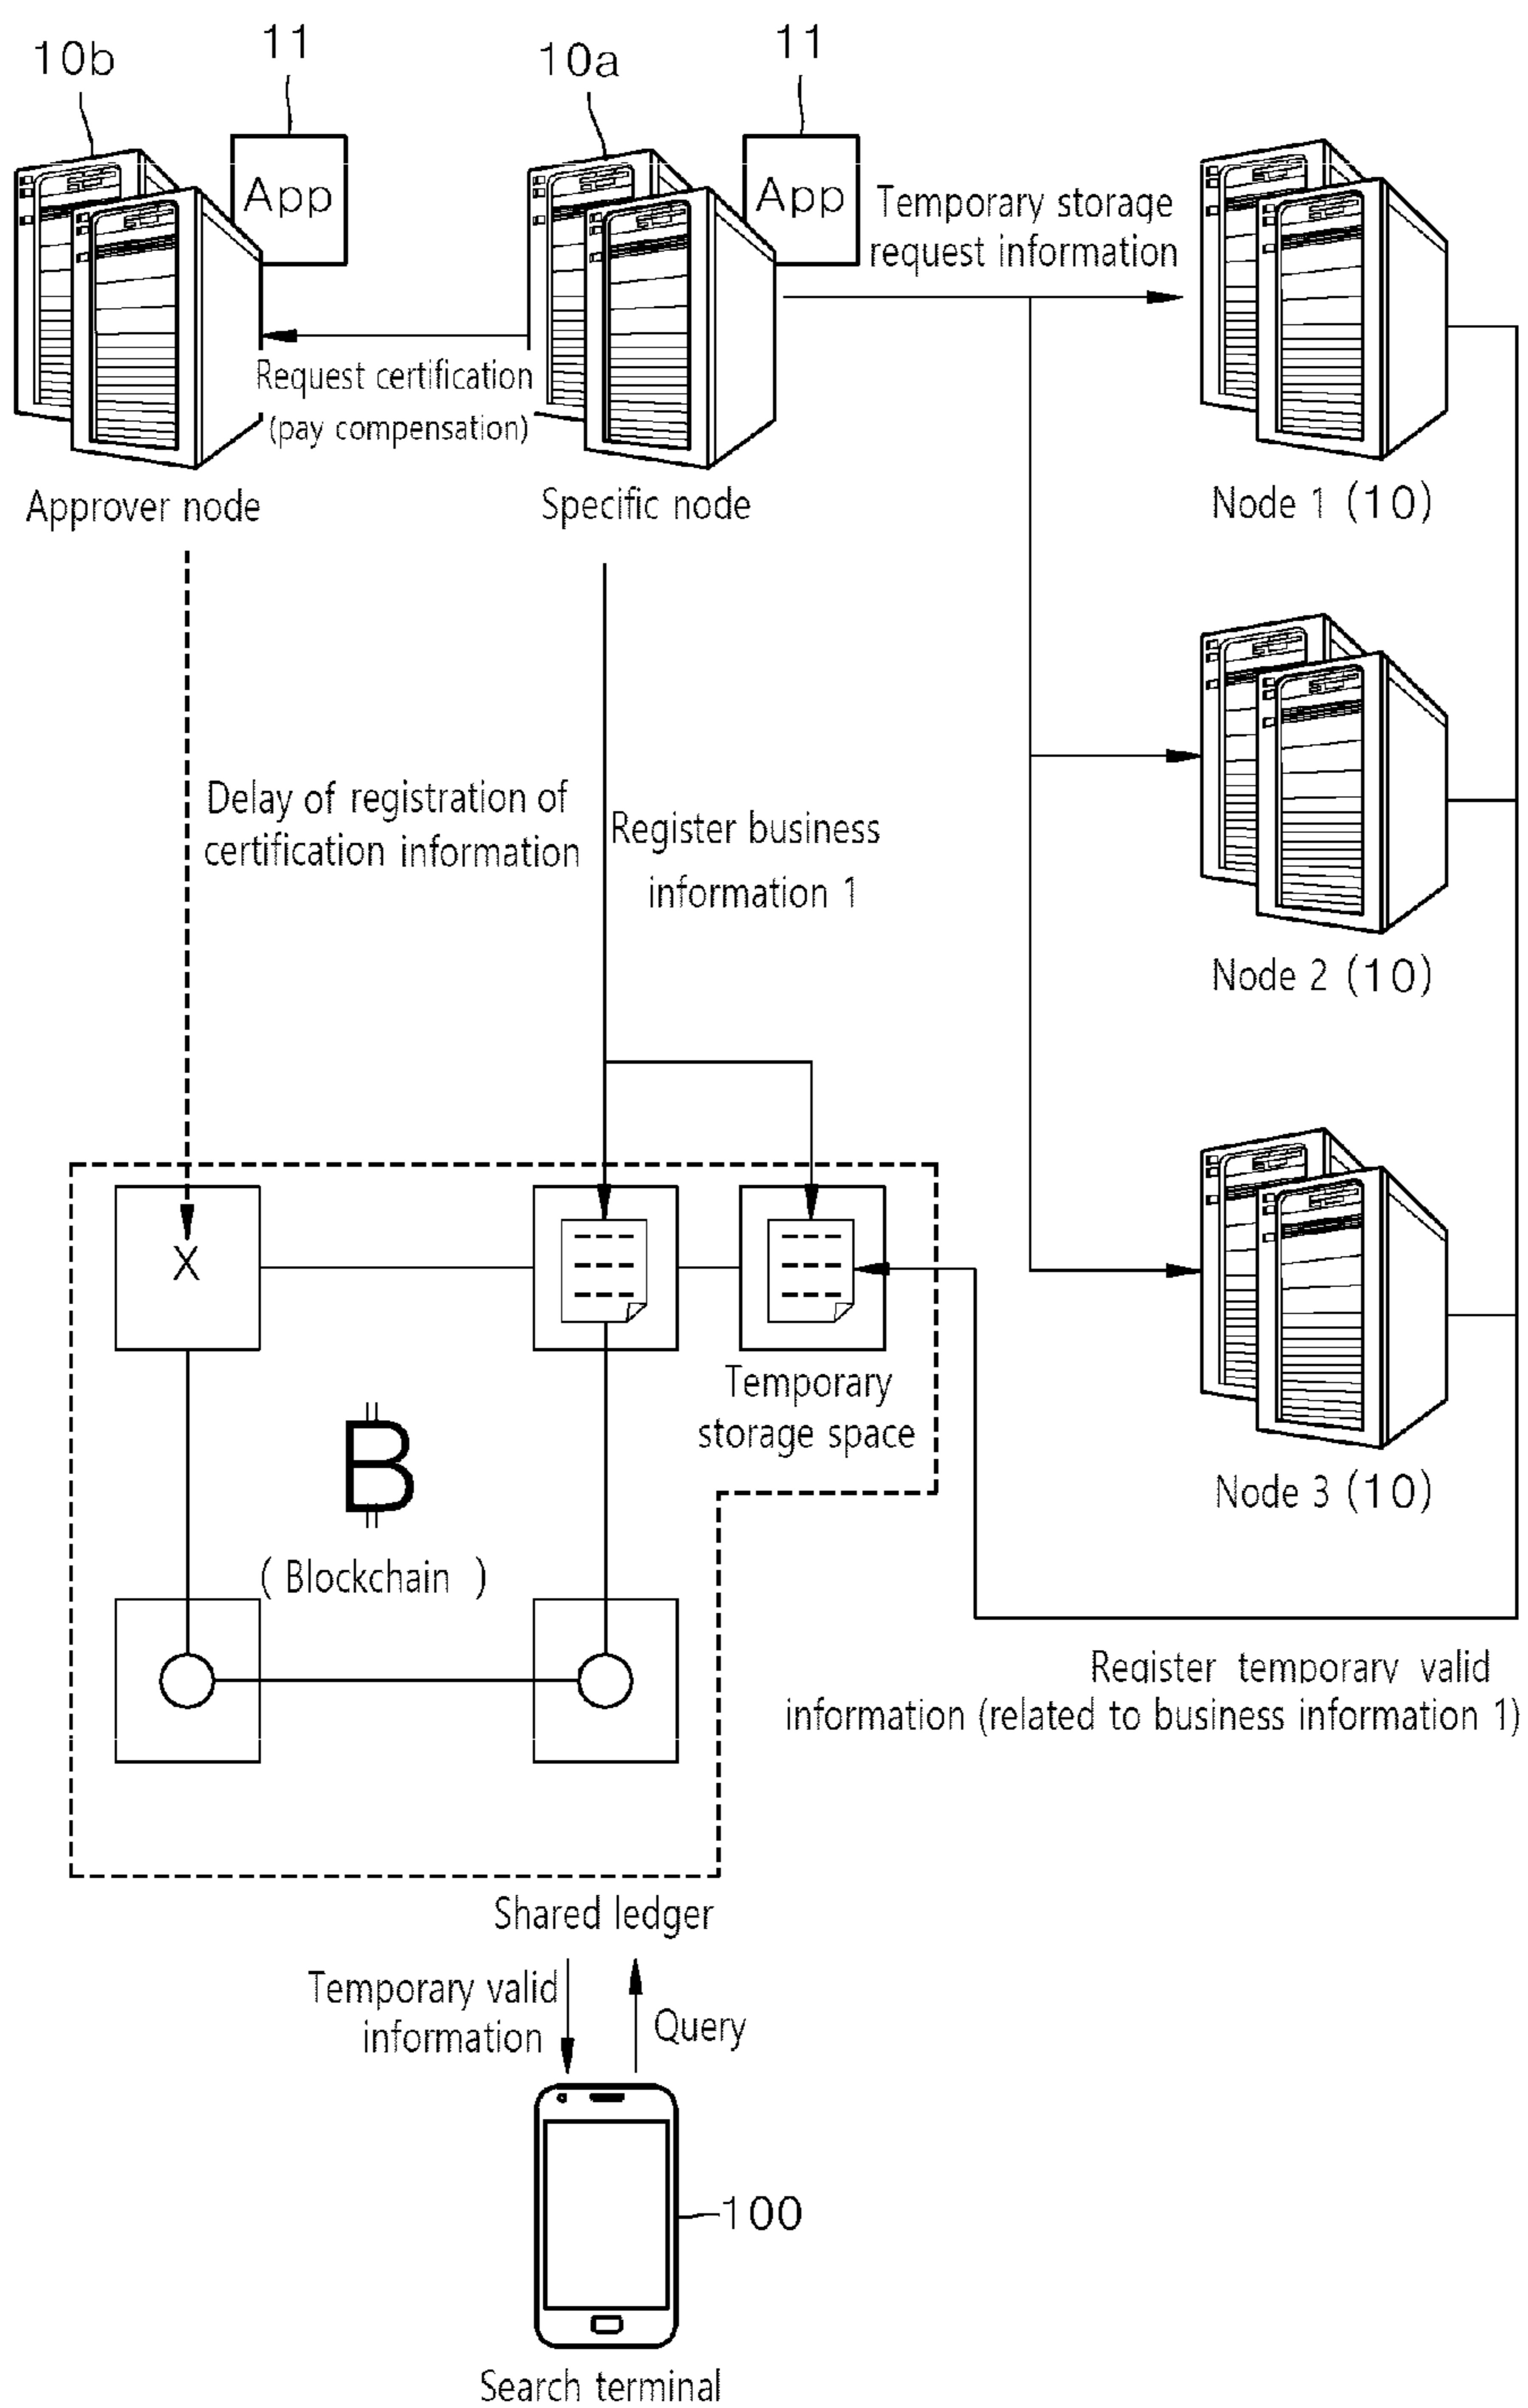 10b
11
10a
11
App
App
Temporary storage
request information
Request certification
(pay compensation)
Approver node
Specific node
Node 1 (10)
Delay of registration of
certification information
Register business
information 1
Node 2 (10)
X
Temporary
storage space
B
( Blockchain )
Node 3 (10)
Register temporary valid
information (related to business information 1)
Shared ledger
Temporary valid
information
Query
100
Search terminal